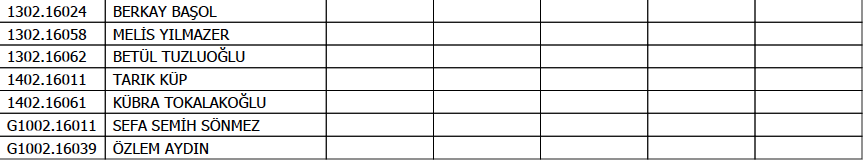 1302.16024 BERKAY BAŞOL
1302.16058 MELİS YILMAZER
1302.16062 BETÜL TUZLUOĞLU
1402.16011 TARIK KÜP
1402.16061 KÜBRA TOKALAKOĞLU
G1002.16011 SEFA SEMİH SÖNMEZ
G1002.16039 ÖZLEM AYDIN